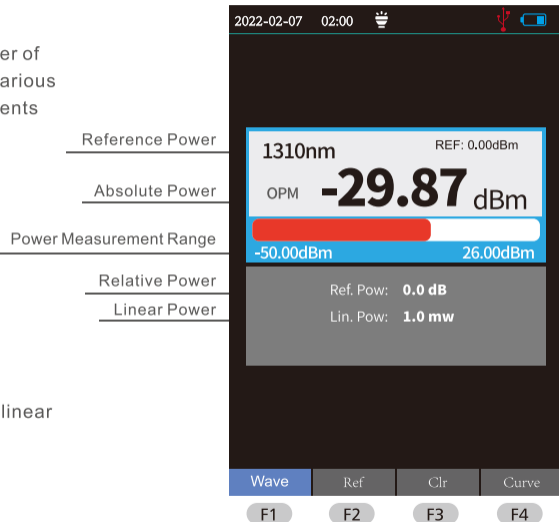 2022-02-07 02:00
er of
arious
ents
Reference Power
Absolute Power
Power Measurement Range
Relative Power
Linear Power
linear
1310nm REF: 0.00dBm
OPM -29.87 dBm
-50.00dBm 26.00dBm
Ref. Pow: 0.0 dB
Lin. Pow: 1.0 mw
Wave Ref Clr Curve
F1 F2 F3 F4